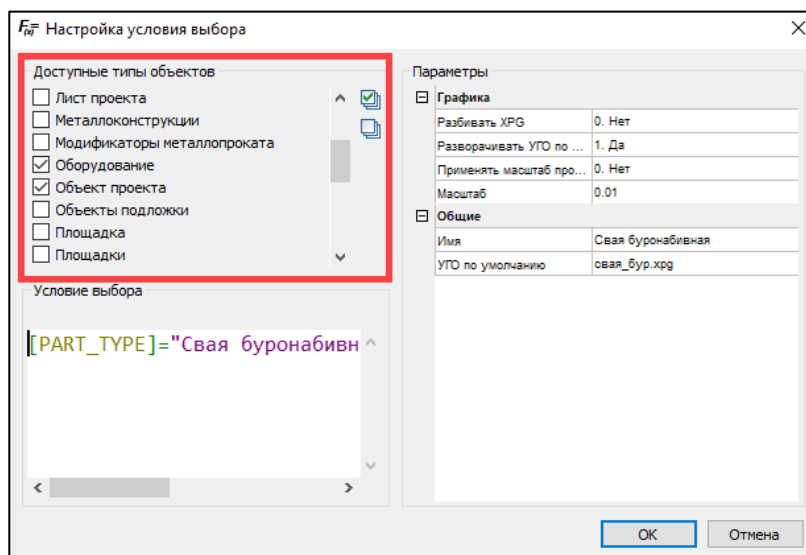 Настройка условия выбора
Доступные типы объектов
Лист проекта
Металлоконструкции
Модификаторы металлопроката
Оборудование
Объект проекта
Объекты подложки
Площадка
Площадки
Условие выбора
[PART_TYPE]="Свая буронабивн
Параметры
Графика
Разбивать XPG 0. Нет
Разворачивать УГО по ... 1. Да
Применять масштаб про... 0. Нет
Масштаб 0.01
Общие
Имя Свая буронабивная
УГО по умолчанию свая_бур.xpg
OK Отмена